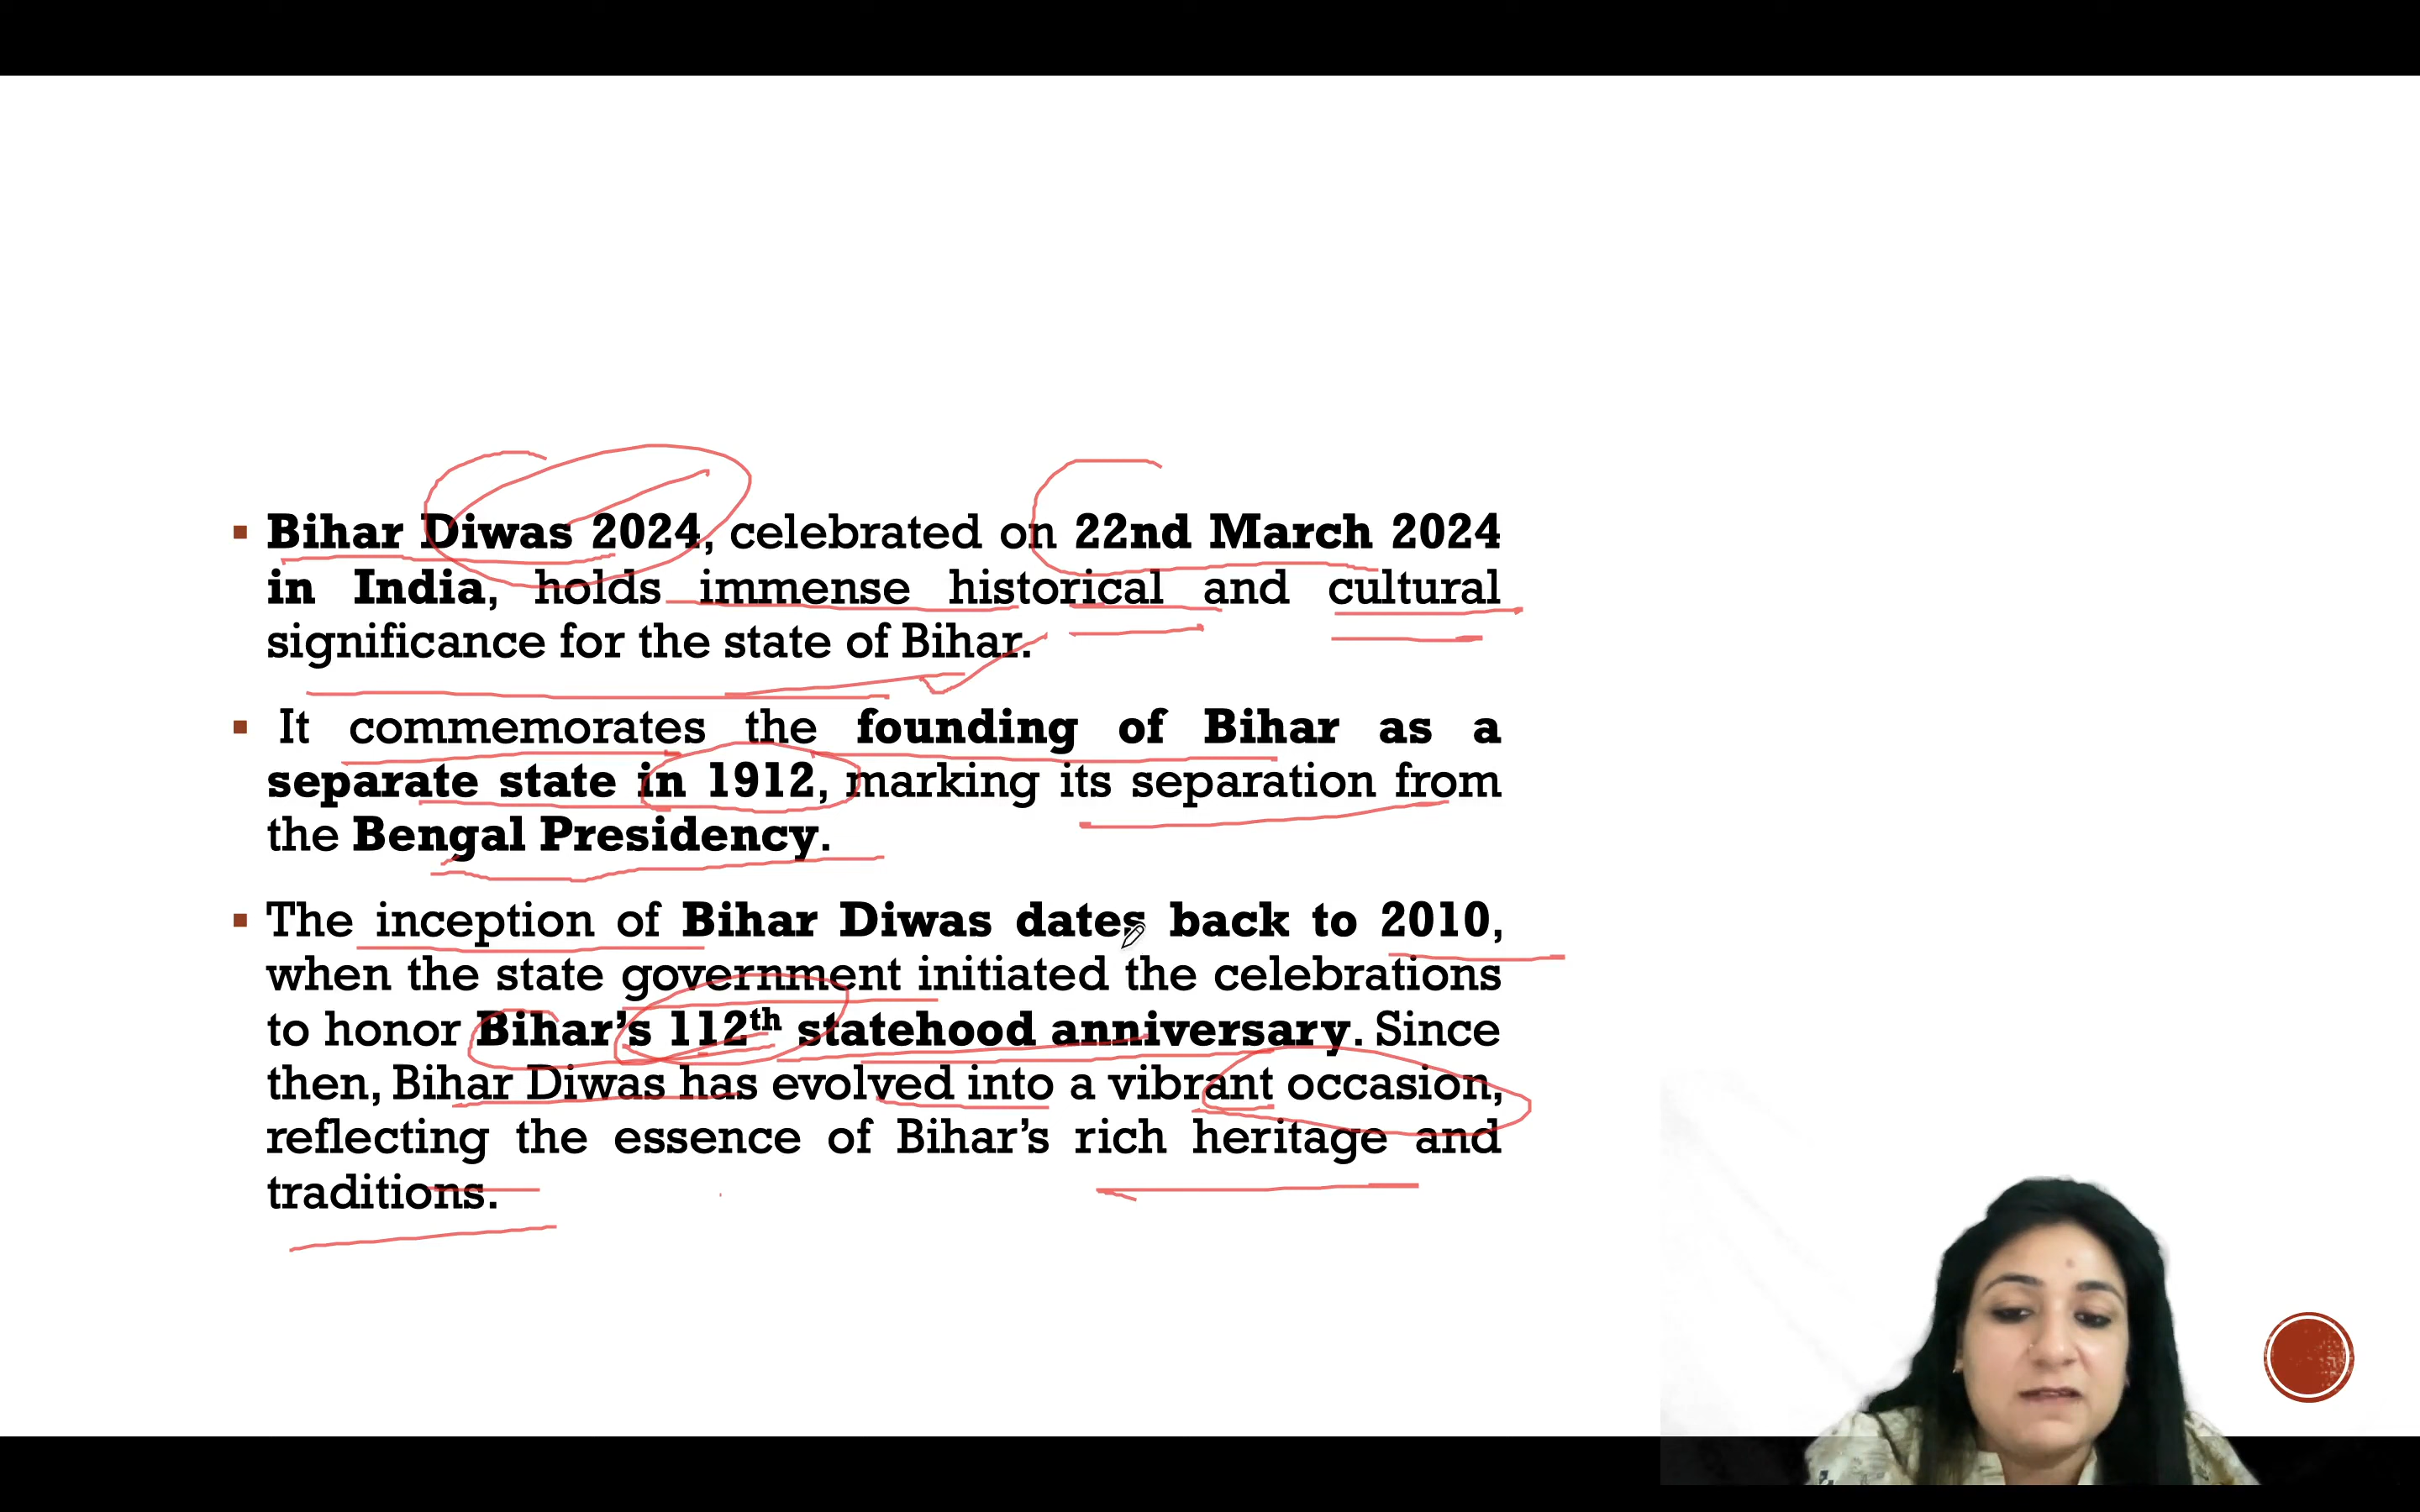 Bihar Diwas 2024, celebrated on 22nd March 2024
in India, holds immense historical and cultural
significance for the state of Bihar.
It commemorates the founding of Bihar as a
separate state in 1912, marking its separation from
the Bengal Presidency.
The inception of Bihar Diwas dates back to 2010,
when the state government initiated the celebrations
to honor Bihar’s 112th statehood anniversary. Since
then, Bihar Diwas has evolved into a vibrant occasion,
reflecting the essence of Bihar’s rich heritage and
traditions.